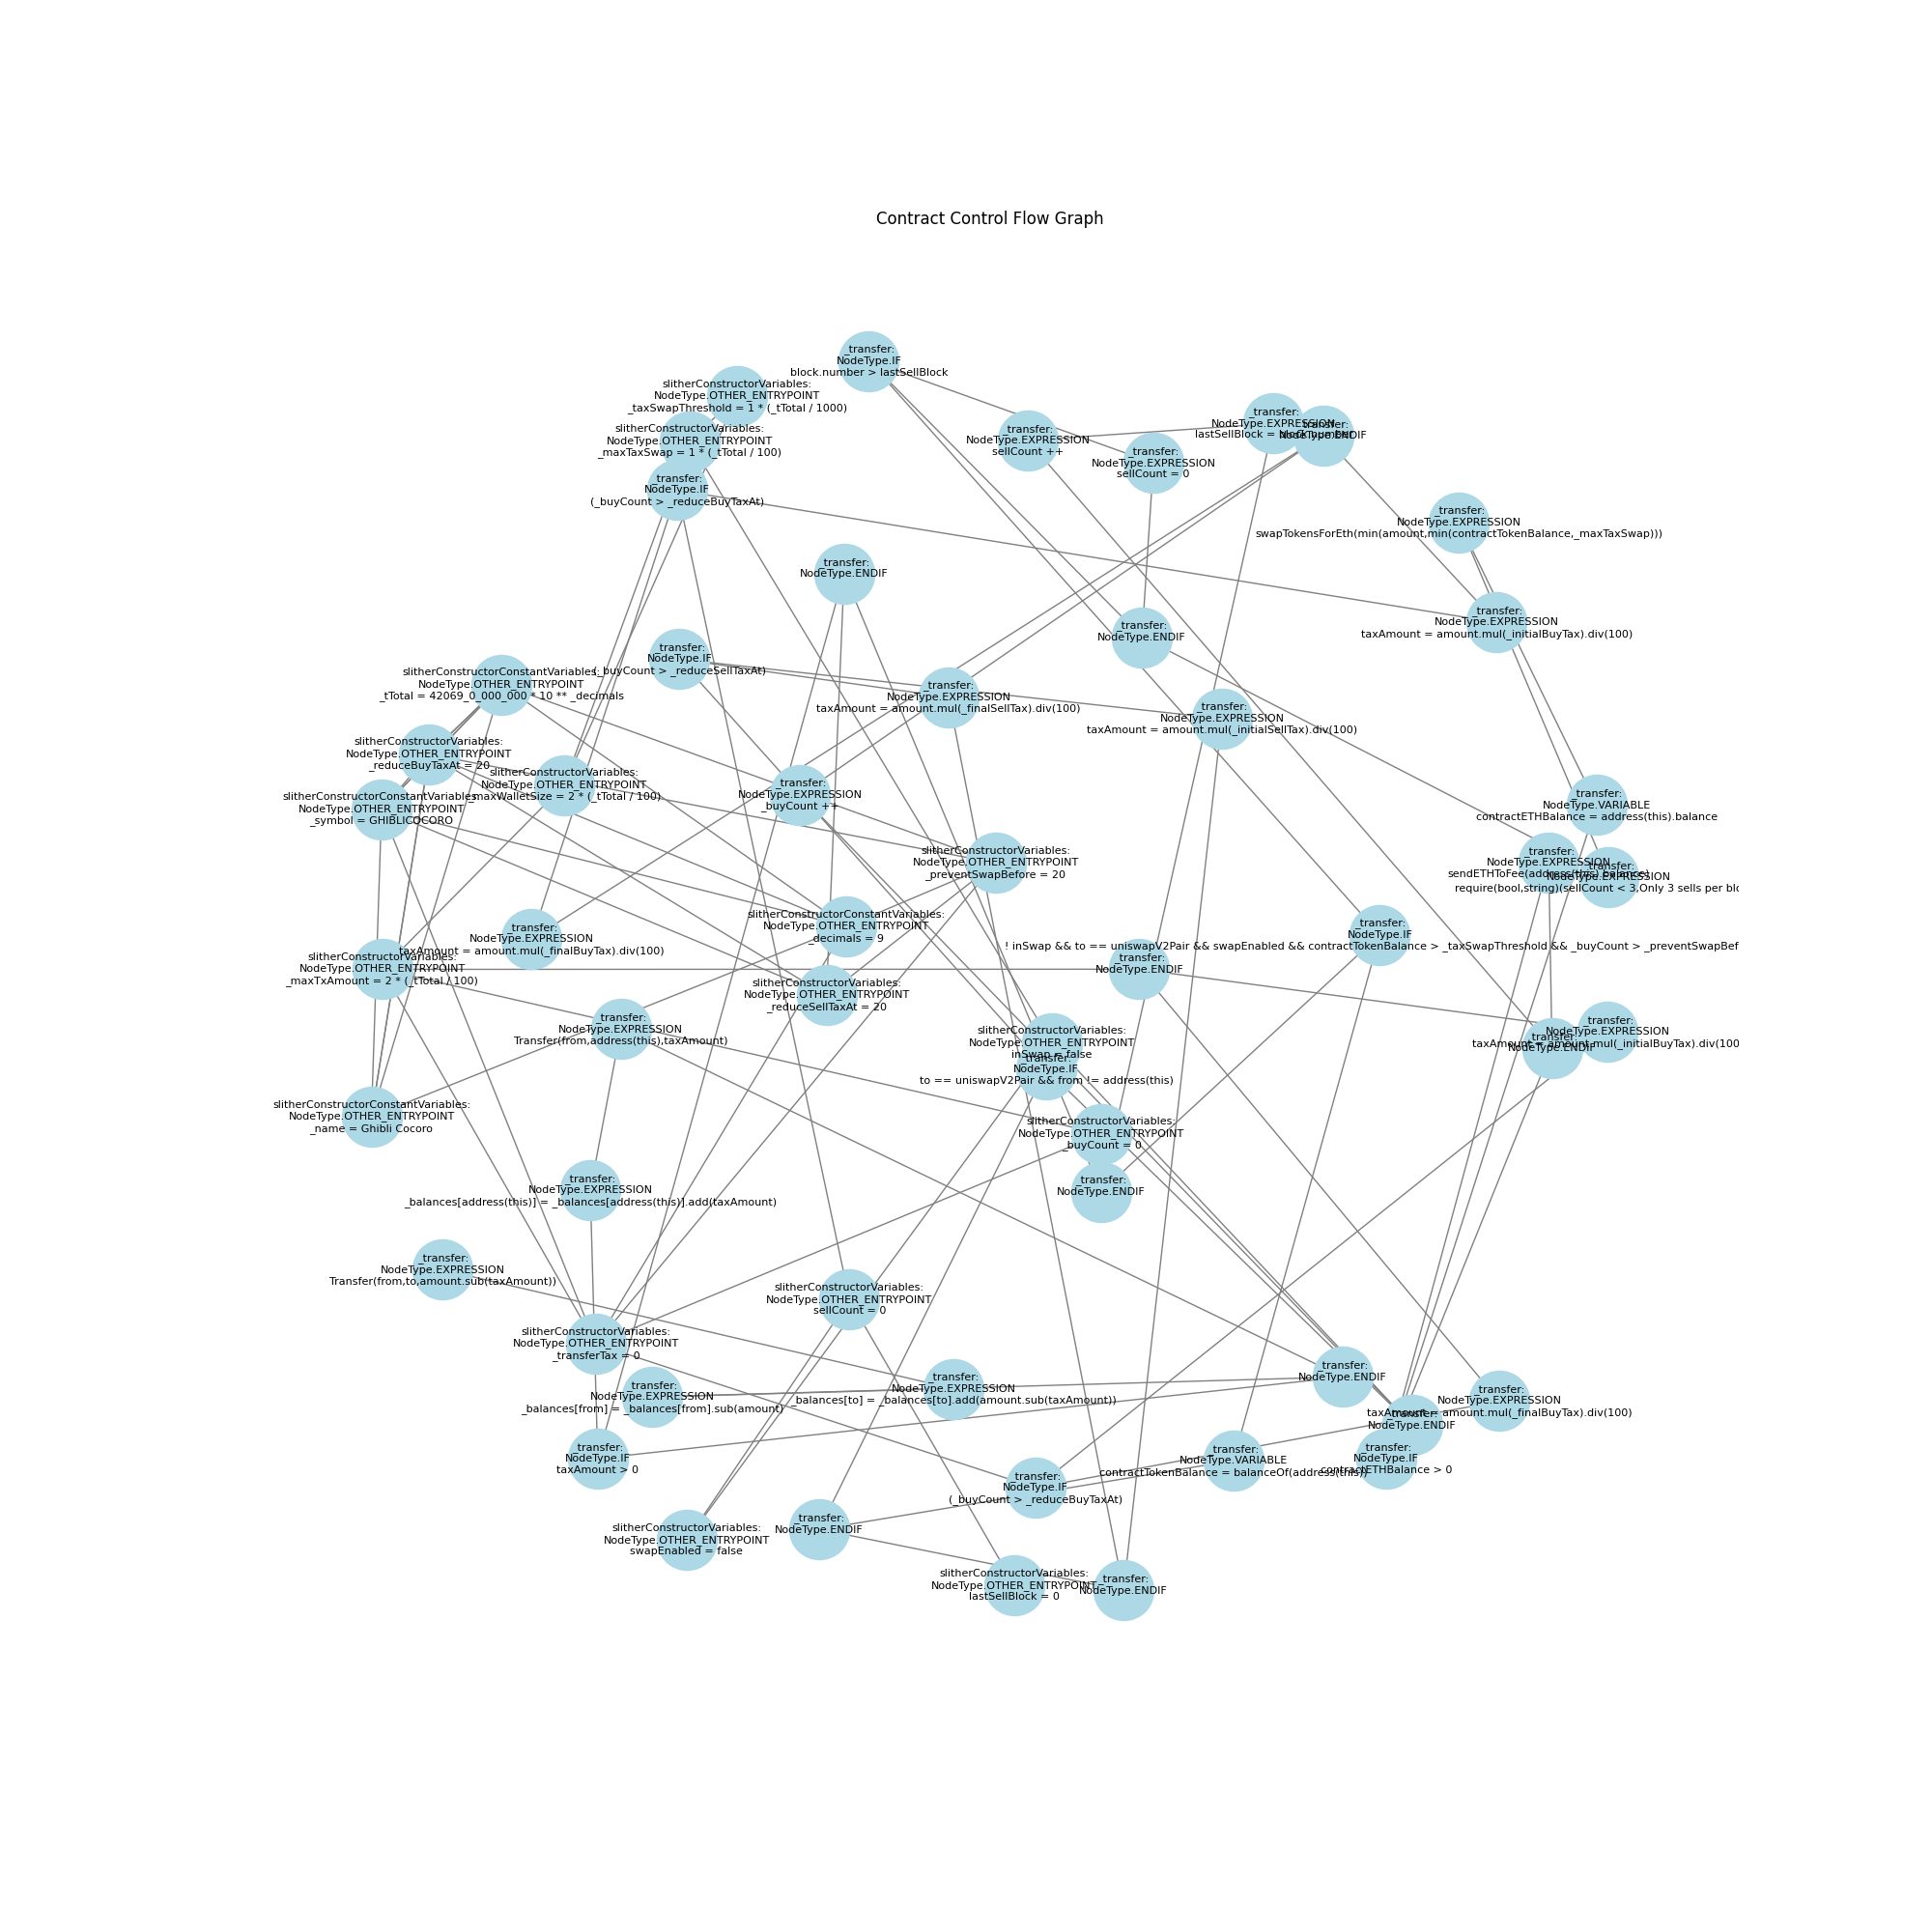 Contract Control Flow Graph
_transfer:
NodeType.IF
block.number > lastSellBlock
slitherConstructorVariables:
NodeType.OTHER_ENTRYPOINT
_taxSwapThreshold = 1 * (_tTotal / 1000)
slitherConstructorVariables:
NodeType.OTHER_ENTRYPOINT
_maxTaxSwap = 1 * (_tTotal / 100)
_transfer:
NodeType.EXPRESSION
lastSellBlock = block.number
_transfer:
NodeType.ENDIF
_transfer:
NodeType.EXPRESSION
sellCount ++
_transfer:
NodeType.EXPRESSION
sellCount = 0
_transfer:
NodeType.IF
(_buyCount > _reduceBuyTaxAt)
_transfer:
NodeType.EXPRESSION
swapTokensForEth(min(amount,min(contractTokenBalance,_maxTaxSwap)))
_transfer:
NodeType.ENDIF
_transfer:
NodeType.EXPRESSION
taxAmount = amount.mul(_initialBuyTax).div(100)
_transfer:
NodeType.ENDIF
_transfer:
NodeType.IF
(_buyCount > _reduceSellTaxAt)
slitherConstructorConstantVariables:
NodeType.OTHER_ENTRYPOINT
_tTotal = 42069_0_000_000 * 10 ** _decimals
_transfer:
NodeType.EXPRESSION
taxAmount = amount.mul(_finalSellTax).div(100)
_transfer:
NodeType.EXPRESSION
taxAmount = amount.mul(_initialSellTax).div(100)
slitherConstructorVariables:
NodeType.OTHER_ENTRYPOINT
_reduceBuyTaxAt = 20
slitherConstructorVariables:
NodeType.OTHER_ENTRYPOINT
_maxWalletSize = 2 * (_tTotal / 100)
_transfer:
NodeType.EXPRESSION
_buyCount ++
slitherConstructorConstantVariables:
NodeType.OTHER_ENTRYPOINT
_symbol = GHIBLICOCORO
_transfer:
NodeType.VARIABLE
contractETHBalance = address(this).balance
slitherConstructorVariables:
NodeType.OTHER_ENTRYPOINT
_preventSwapBefore = 20
_transfer:
NodeType.EXPRESSION
sendETHToFee(address(this).balance)
_transfer:
NodeType.EXPRESSION
require(bool,string)(sellCount < 3,Only 3 sells per blo
slitherConstructorConstantVariables:
NodeType.OTHER_ENTRYPOINT
_decimals = 9
_transfer:
NodeType.EXPRESSION
taxAmount = amount.mul(_finalBuyTax).div(100)
_transfer:
NodeType.IF
! inSwap && to == uniswapV2Pair && swapEnabled && contractTokenBalance > _taxSwapThreshold && _buyCount > _preventSwapBef
slitherConstructorVariables:
NodeType.OTHER_ENTRYPOINT
_maxTxAmount = 2 * (_tTotal / 100)
_transfer:
NodeType.ENDIF
slitherConstructorVariables:
NodeType.OTHER_ENTRYPOINT
_reduceSellTaxAt = 20
_transfer:
NodeType.EXPRESSION
Transfer(from,address(this),taxAmount)
slitherConstructorVariables:
NodeType.OTHER_ENTRYPOINT
inSwap = false
_transfer:
NodeType.EXPRESSION
taxAmount = amount.mul(_initialBuyTax).div(100
_transfer:
NodeType.ENDIF
_transfer:
NodeType.IF
to == uniswapV2Pair && from != address(this)
slitherConstructorConstantVariables:
NodeType.OTHER_ENTRYPOINT
_name = Ghibli Cocoro
slitherConstructorVariables:
NodeType.OTHER_ENTRYPOINT
_buyCount = 0
_transfer:
NodeType.EXPRESSION
_balances[address(this)] = _balances[address(this)].add(taxAmount)
_transfer:
NodeType.ENDIF
_transfer:
NodeType.EXPRESSION
Transfer(from,to,amount.sub(taxAmount))
slitherConstructorVariables:
NodeType.OTHER_ENTRYPOINT
sellCount = 0
slitherConstructorVariables:
NodeType.OTHER_ENTRYPOINT
_transferTax = 0
_transfer:
NodeType.ENDIF
_transfer:
NodeType.EXPRESSION
_balances[from] = _balances[from].sub(amount)
_transfer:
NodeType.EXPRESSION
_balances[to] = _balances[to].add(amount.sub(taxAmount))
_transfer:
NodeType.EXPRESSION
taxAmount = amount.mul(_finalBuyTax).div(100)
_transfer:
NodeType.ENDIF
_transfer:
NodeType.IF
taxAmount > 0
_transfer:
NodeType.VARIABLE
contractTokenBalance = balanceOf(address(this))
_transfer:
NodeType.IF
contractETHBalance > 0
_transfer:
NodeType.IF
(_buyCount > _reduceBuyTaxAt)
slitherConstructorVariables:
NodeType.OTHER_ENTRYPOINT
swapEnabled = false
_transfer:
NodeType.ENDIF
slitherConstructorVariables:
NodeType.OTHER_ENTRYPOINT
lastSellBlock = 0
_transfer:
NodeType.ENDIF